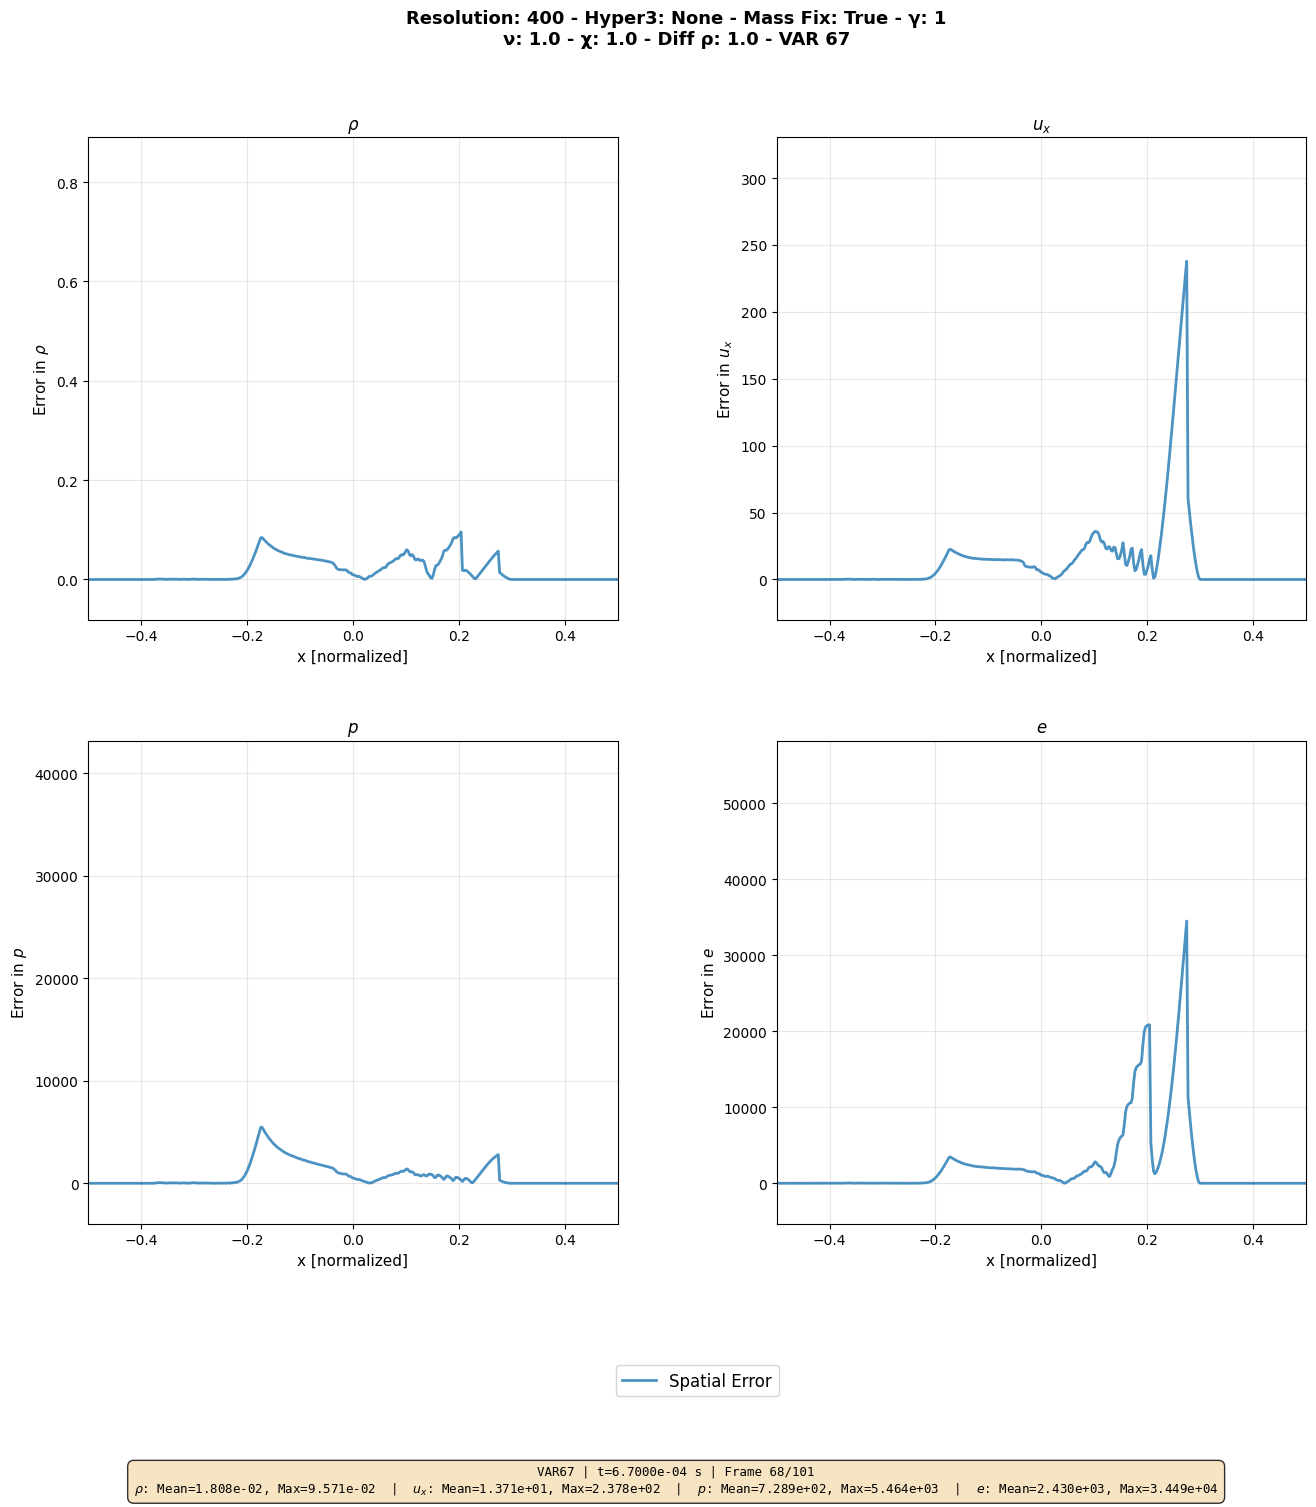 Resolution: 400 - Hyper3: None - Mass Fix: True - γ: 1
ν: 1.0 - χ: 1.0 - Diff ρ: 1.0 - VAR 67
ρ
0.8
0.6
0.4
0.2
0.0
Error in ρ
−0.4 −0.2 0.0 0.2 0.4
x [normalized]
u_x
300
250
200
150
100
50
0
Error in u_x
−0.4 −0.2 0.0 0.2 0.4
x [normalized]
p
40000
30000
20000
10000
0
Error in p
−0.4 −0.2 0.0 0.2 0.4
x [normalized]
e
50000
40000
30000
20000
10000
0
Error in e
−0.4 −0.2 0.0 0.2 0.4
x [normalized]
Spatial Error
VAR67 | t=6.7000e-04 s | Frame 68/101
ρ: Mean=1.808e-02, Max=9.571e-02 | u_x: Mean=1.371e+01, Max=2.378e+02 | p: Mean=7.289e+02, Max=5.464e+03 | e: Mean=2.430e+03, Max=3.449e+04